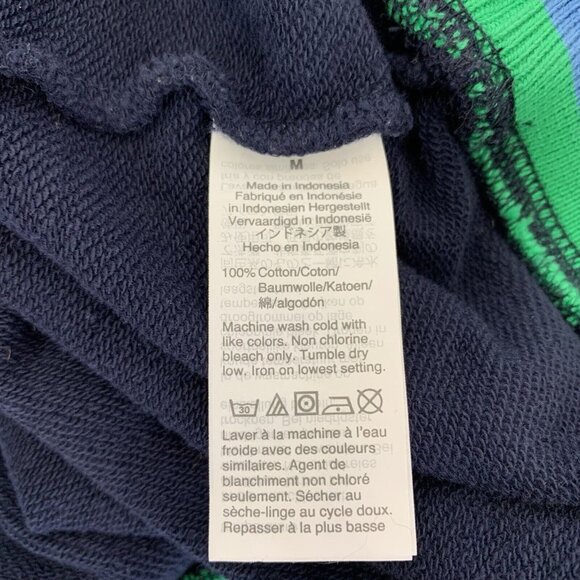 M
Made in Indonesia
Fabriqué en Indonésie
in Indonesien Hergestellt
Vervaardigd in Indonesië
インドネシア製
Hecho en Indonesia
100% Cotton/Coton/
Baumwolle/Katoen/
綿/algodón
Machine wash cold with
like colors. Non chlorine
bleach only. Tumble dry
low. Iron on lowest setting.
30
Laver à la machine à l'eau
froide avec des couleurs
similaires. Agent de
blanchiment non chloré
seulement. Sécher au
sèche-linge au cycle doux.
Repasser à la plus basse